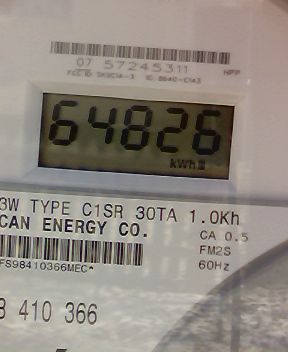 07 57245311
HPP
64826
kWh
3W TYPE C1SR 30TA 1.0Kh
CAN ENERGY CO.
CA 0.5
FM2S
FS98410366MEC*
60Hz
410 366